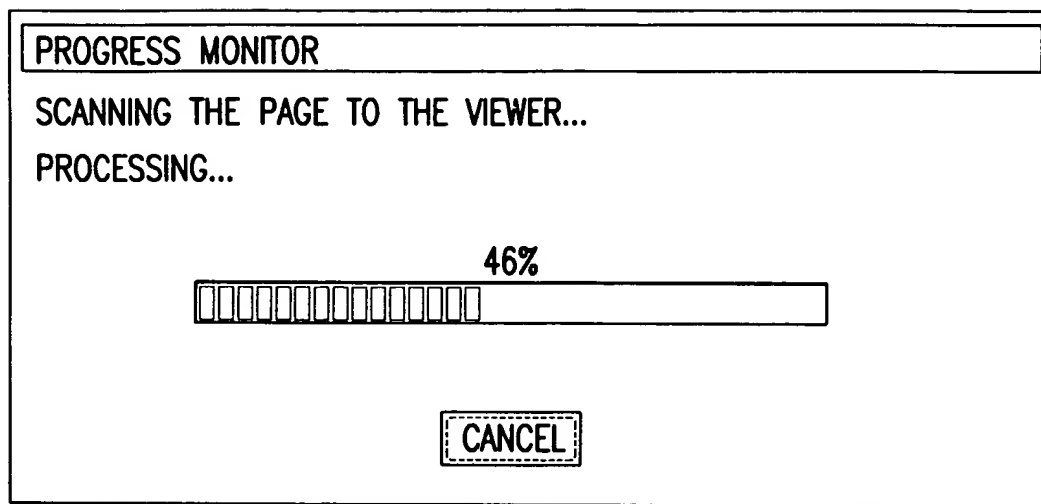 PROGRESS MONITOR
SCANNING THE PAGE TO THE VIEWER...
PROCESSING...
46%
CANCEL